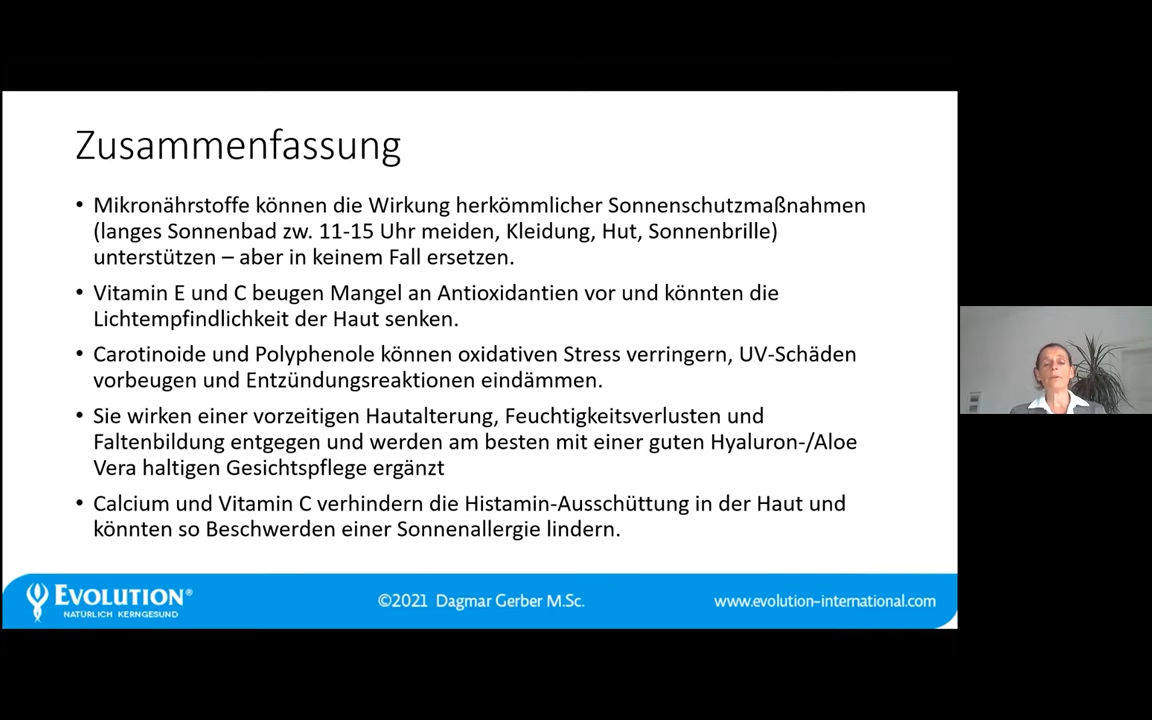 Zusammenfassung
• Mikronährstoffe können die Wirkung herkömmlicher Sonnenschutzmaßnahmen
(langes Sonnenbad zw. 11-15 Uhr meiden, Kleidung, Hut, Sonnenbrille)
unterstützen – aber in keinem Fall ersetzen.
• Vitamin E und C beugen Mangel an Antioxidantien vor und könnten die
Lichtempfindlichkeit der Haut senken.
• Carotinoide und Polyphenole können oxidativen Stress verringern, UV-Schäden
vorbeugen und Entzündungsreaktionen eindämmen.
• Sie wirken einer vorzeitigen Hautalterung, Feuchtigkeitsverlusten und
Faltenbildung entgegen und werden am besten mit einer guten Hyaluron-/Aloe
Vera haltigen Gesichtspflege ergänzt
• Calcium und Vitamin C verhindern die Histamin-Ausschüttung in der Haut und
könnten so Beschwerden einer Sonnenallergie lindern.
EVOLUTION®
NATÜRLICH KERNGESUND
©2021 Dagmar Gerber M.Sc.
www.evolution-international.com